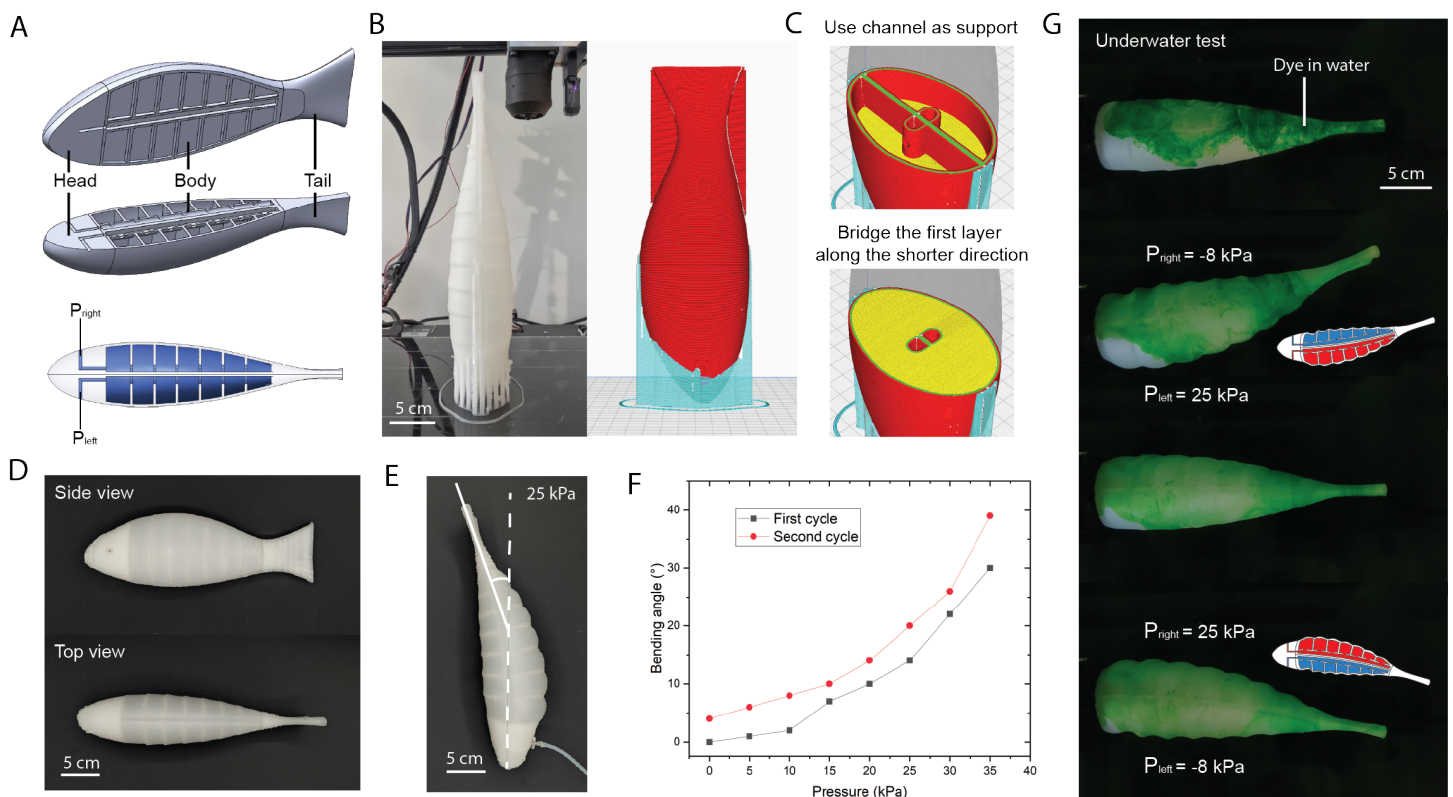 A
Head
Body
Tail
Pright
Pleft
B
5 cm
C
Use channel as support
Bridge the first layer
along the shorter direction
D
Side view
Top view
5 cm
E
25 kPa
5 cm
F
First cycle
Second cycle
Bending angle (°)
40
30
20
10
0
0 5 10 15 20 25 30 35 40
Pressure (kPa)
G
Underwater test
Dye in water
5 cm
Pright = -8 kPa
Pleft = 25 kPa
Pright = 25 kPa
Pleft = -8 kPa